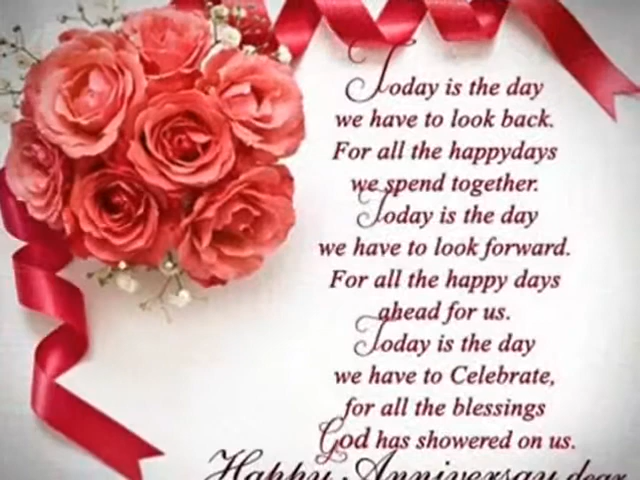 Today is the day
we have to look back.
For all the happydays
we spend together.
Today is the day
we have to look forward.
For all the happy days
ahead for us.
Today is the day
we have to Celebrate,
for all the blessings
God has showered on us.
Happy Anniversay dear